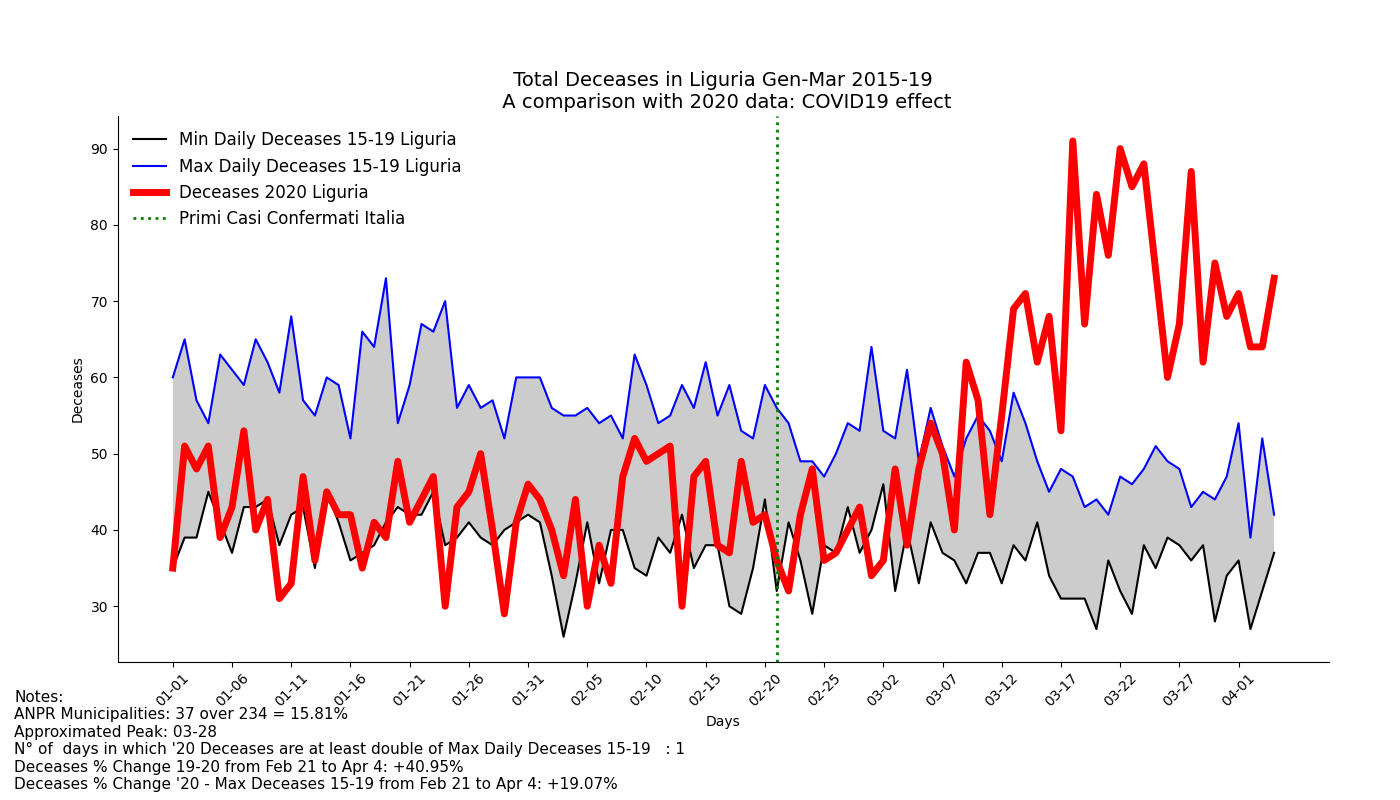 Total Deceases in Liguria Gen-Mar 2015-19
A comparison with 2020 data: COVID19 effect
Min Daily Deceases 15-19 Liguria
Max Daily Deceases 15-19 Liguria
Deceases 2020 Liguria
Primi Casi Confermati Italia
Deceases
90
80
70
60
50
40
30
01-01 01-06 01-11 01-16 01-21 01-26 01-31 02-05 02-10 02-15 02-20 02-25 03-02 03-07 03-12 03-17 03-22 03-27 04-01
Days
Notes:
ANPR Municipalities: 37 over 234 = 15.81%
Approximated Peak: 03-28
N° of  days in which '20 Deceases are at least double of Max Daily Deceases 15-19   : 1
Deceases % Change 19-20 from Feb 21 to Apr 4: +40.95%
Deceases % Change '20 - Max Deceases 15-19 from Feb 21 to Apr 4: +19.07%